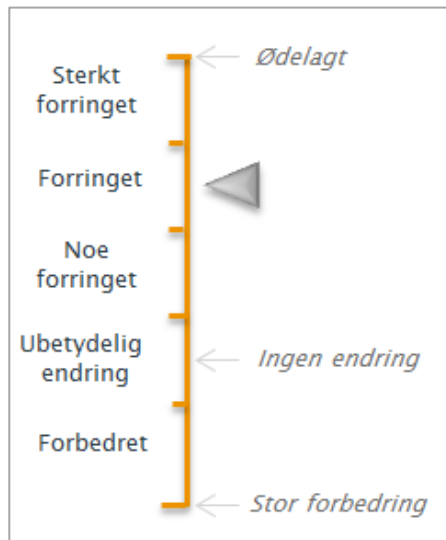 Ødelagt
Sterkt
forringet
Forringet
Noe
forringet
Ubetydelig
endring
Ingen endring
Forbedret
Stor forbedring